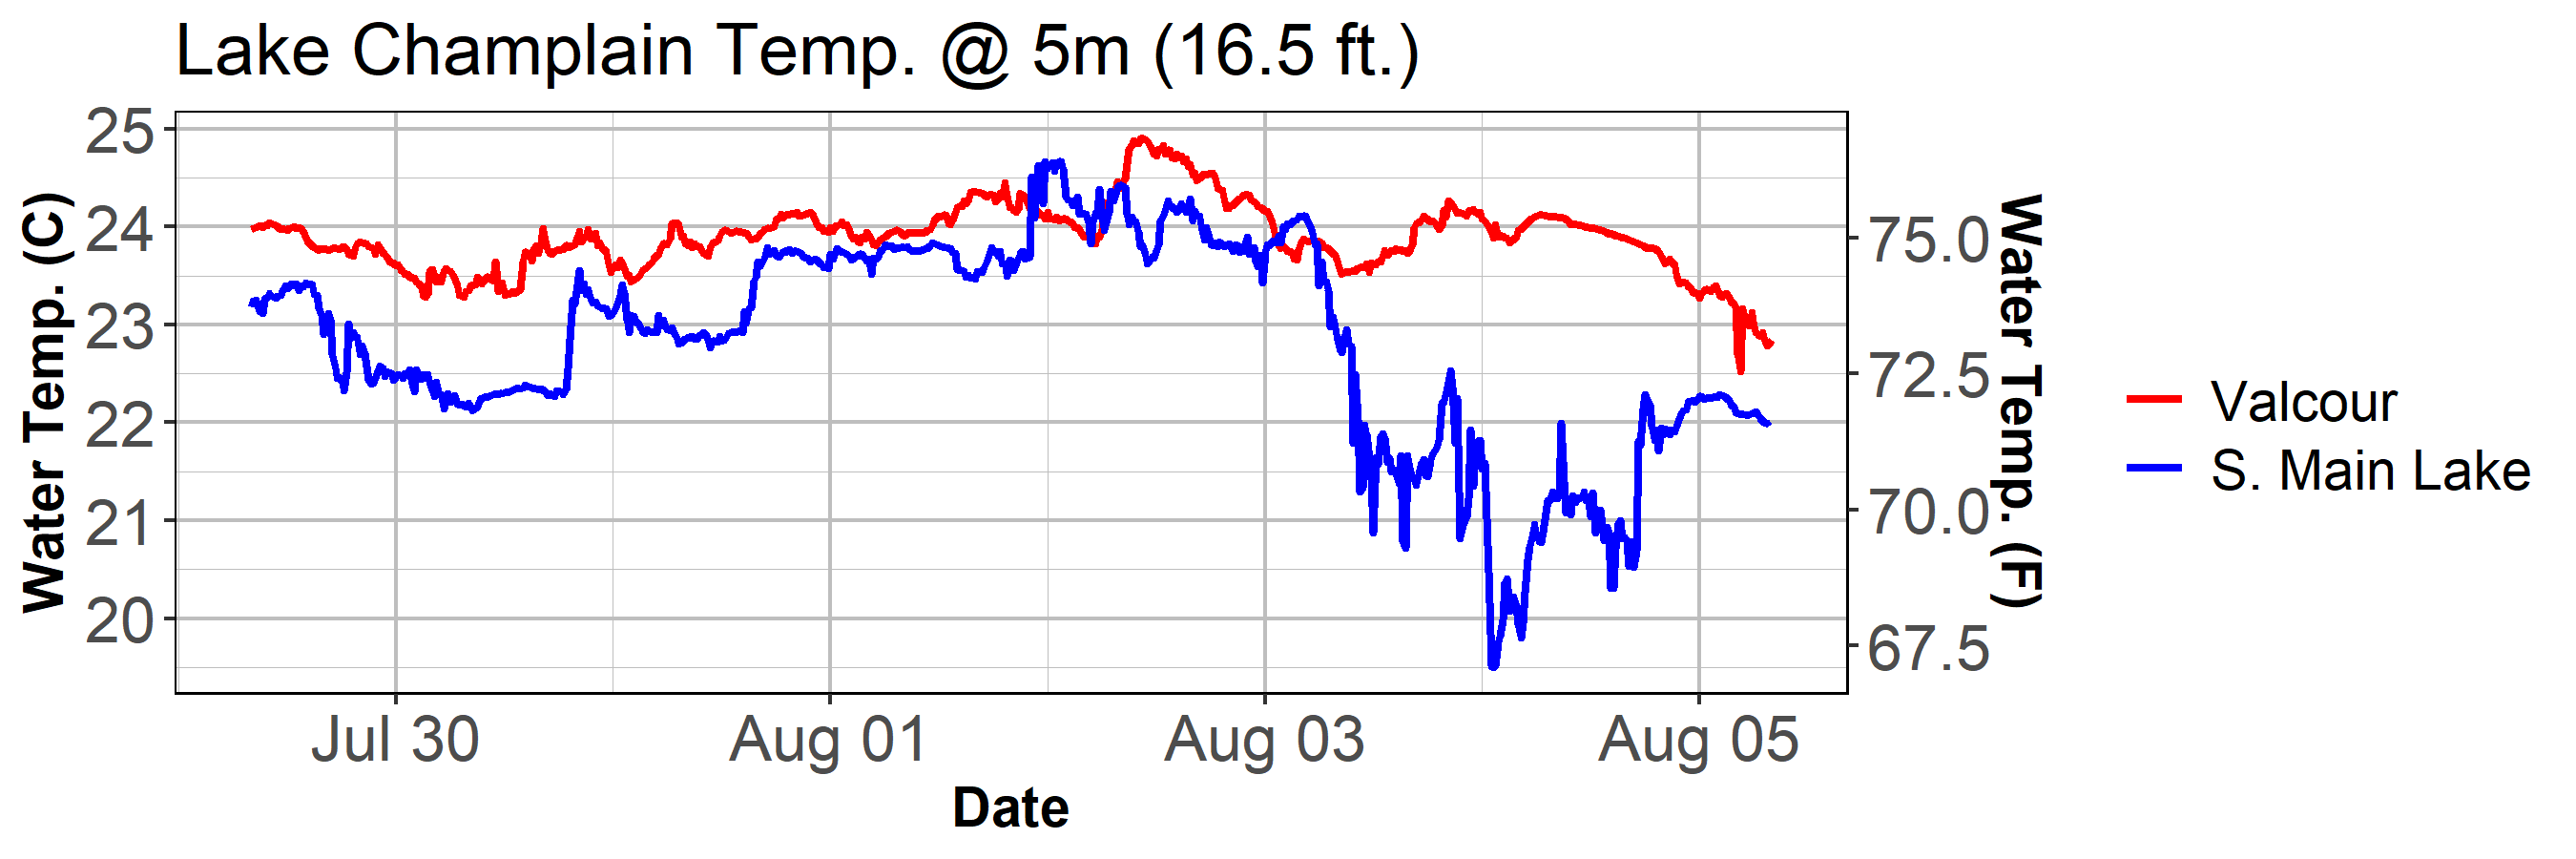 Lake Champlain Temp. @ 5m (16.5 ft.)
Water Temp. (C)
25
24
23
22
21
20
75.0
72.5
70.0
67.5
Water Temp. (F)
Jul 30
Aug 01
Aug 03
Aug 05
Date
Valcour
S. Main Lake